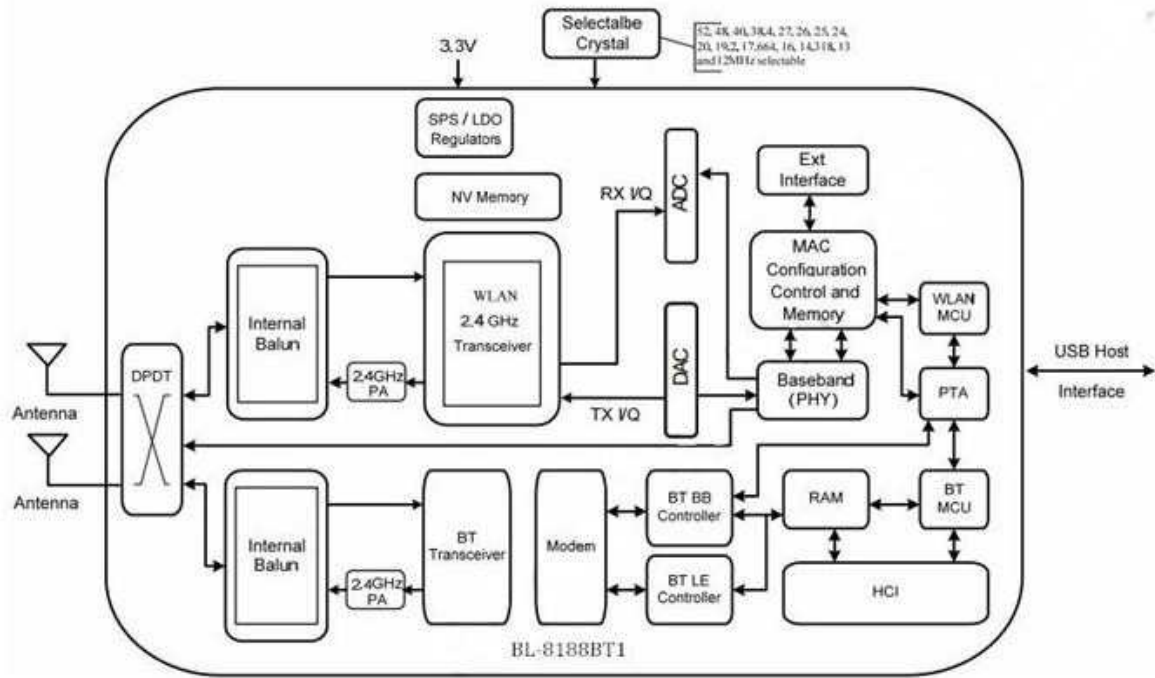 Selectalbe
Crystal
52, 48, 40, 38.4, 27, 26, 25, 24,
20, 19.2, 17.664, 16, 14.318, 13
and 12MHz selectable
3.3V
SPS / LDO
Regulators
NV Memory
RX I/Q
ADC
Ext
Interface
MAC
Configuration
Control and
Memory
WLAN
MCU
Internal
Balun
WLAN
2.4 GHz
Transceiver
2.4GHz
PA
DAC
TX I/Q
Baseband
(PHY)
PTA
USB Host
Interface
DPDT
Antenna
Antenna
Internal
Balun
2.4GHz
PA
BT
Transceiver
Modem
BT BB
Controller
BT LE
Controller
RAM
BT
MCU
HCI
BL-8188BT1